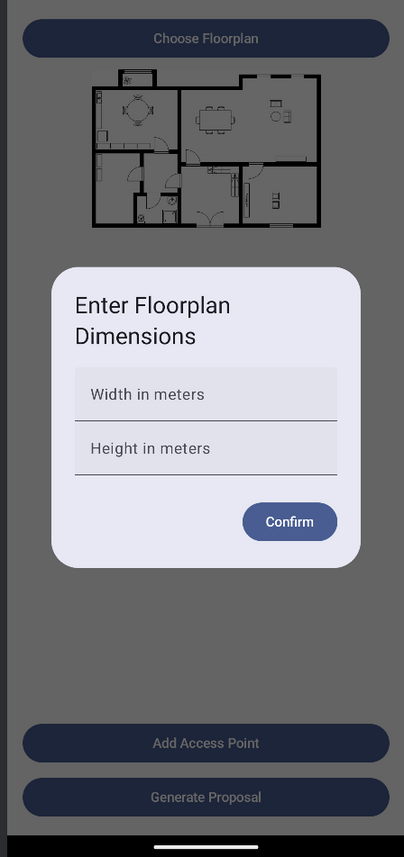 Choose Floorplan
Enter Floorplan
Dimensions
Width in meters
Height in meters
Confirm
Add Access Point
Generate Proposal